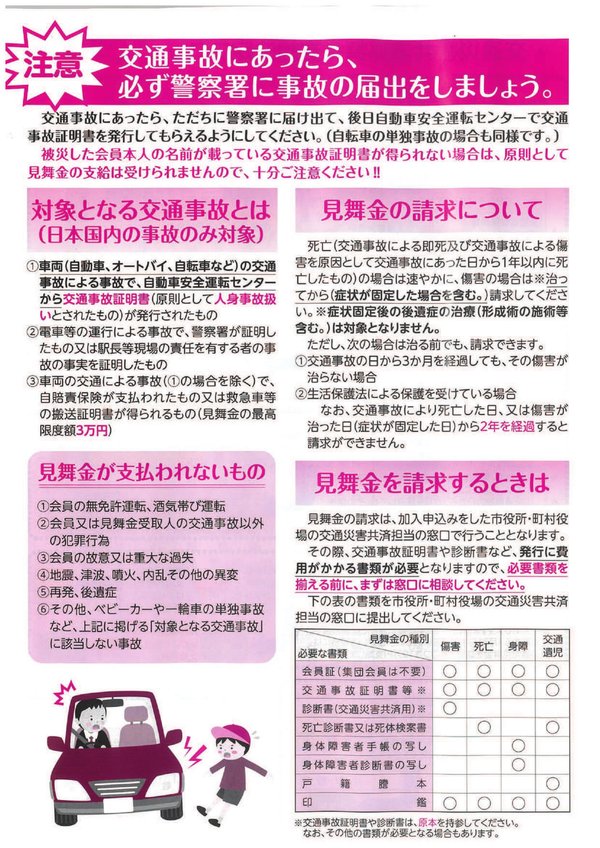 注意
交通事故にあったら、
必ず警察署に事故の届出をしましょう。
交通事故にあったら、ただちに警察署に届け出て、後日自動車安全運転センターで交通
事故証明書を発行してもらえるようにしてください。(自転車の単独事故の場合も同様です。)
被災した会員本人の名前が載っている交通事故証明書が得られない場合は、原則として
見舞金の支給は受けられませんので、十分ご注意ください!!
対象となる交通事故とは
(日本国内の事故のみ対象)
①車両(自動車、オートバイ、自転車など)の交通
事故による事故で、自動車安全運転センター
から交通事故証明書(原則として人身事故扱
いとされたもの)が発行されたもの
②電車等の運行による事故で、警察署が証明し
たもの又は駅長等現場の責任を有する者の事
故の事実を証明したもの
③車両の交通による事故(①の場合を除く)で、
自賠責保険が支払われたもの又は救急車等
の搬送証明書が得られるもの(見舞金の最高
限度額3万円)
見舞金が支払われないもの
①会員の無免許運転、酒気帯び運転
②会員又は見舞金受取人の交通事故以外
の犯罪行為
③会員の故意又は重大な過失
④地震、津波、噴火、内乱その他の異変
⑤再発、後遺症
⑥その他、ベビーカーや一輪車の単独事故
など、上記に掲げる「対象となる交通事故」
に該当しない事故
見舞金の請求について
死亡(交通事故による即死及び交通事故による傷
害を原因として交通事故にあった日から1年以内に死
亡したもの)の場合は速やかに、傷害の場合は※治っ
てから(症状が固定した場合を含む。)請求してくださ
い。※症状固定後の後遺症の治療(形成術の施術等
含む。)は対象となりません。
ただし、次の場合は治る前でも、請求できます。
①交通事故の日から3か月を経過しても、その傷害が
治らない場合
②生活保護法による保護を受けている場合
なお、交通事故により死亡した日、又は傷害が
治った日(症状が固定した日)から2年を経過すると
請求ができません。
見舞金を請求するときは
見舞金の請求は、加入申込みをした市役所・町村役
場の交通災害共済担当の窓口で行うこととなります。
その際、交通事故証明書や診断書など、発行に費
用がかかる書類が必要となりますので、必要書類を
揃える前に、まずは窓口に相談してください。
下の表の書類を市役所・町村役場の交通災害共済
担当の窓口に提出してください。
見舞金の種別 傷害 死亡 身障 交通遺児
必要な書類
会員証(集団会員は不要) ○ ○ ○ ○
交通事故証明書等※ ○ ○ ○ ○
診断書(交通災害共済用) ○
死亡診断書又は死体検案書 ○ ○
身体障害者手帳の写し ○
身体障害者診断書の写し ○
戸籍謄本 ○
印鑑 ○ ○ ○ ○
※交通事故証明書や診断書は、原本を持参してください。
なお、その他の書類が必要となる場合もあります。